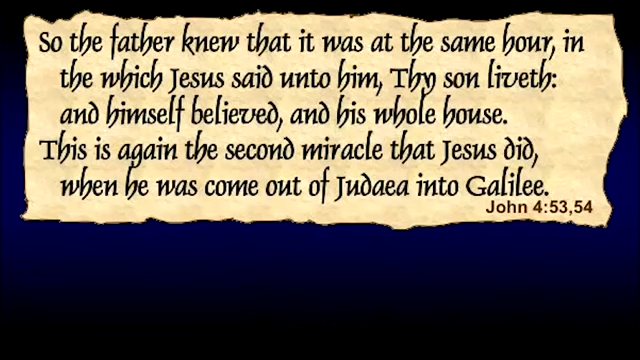 So the father knew that it was at the same hour, in
the which Jesus said unto him, Thy son liveth:
and himself believed, and his whole house.
This is again the second miracle that Jesus did,
when he was come out of Judaea into Galilee.
John 4:53,54